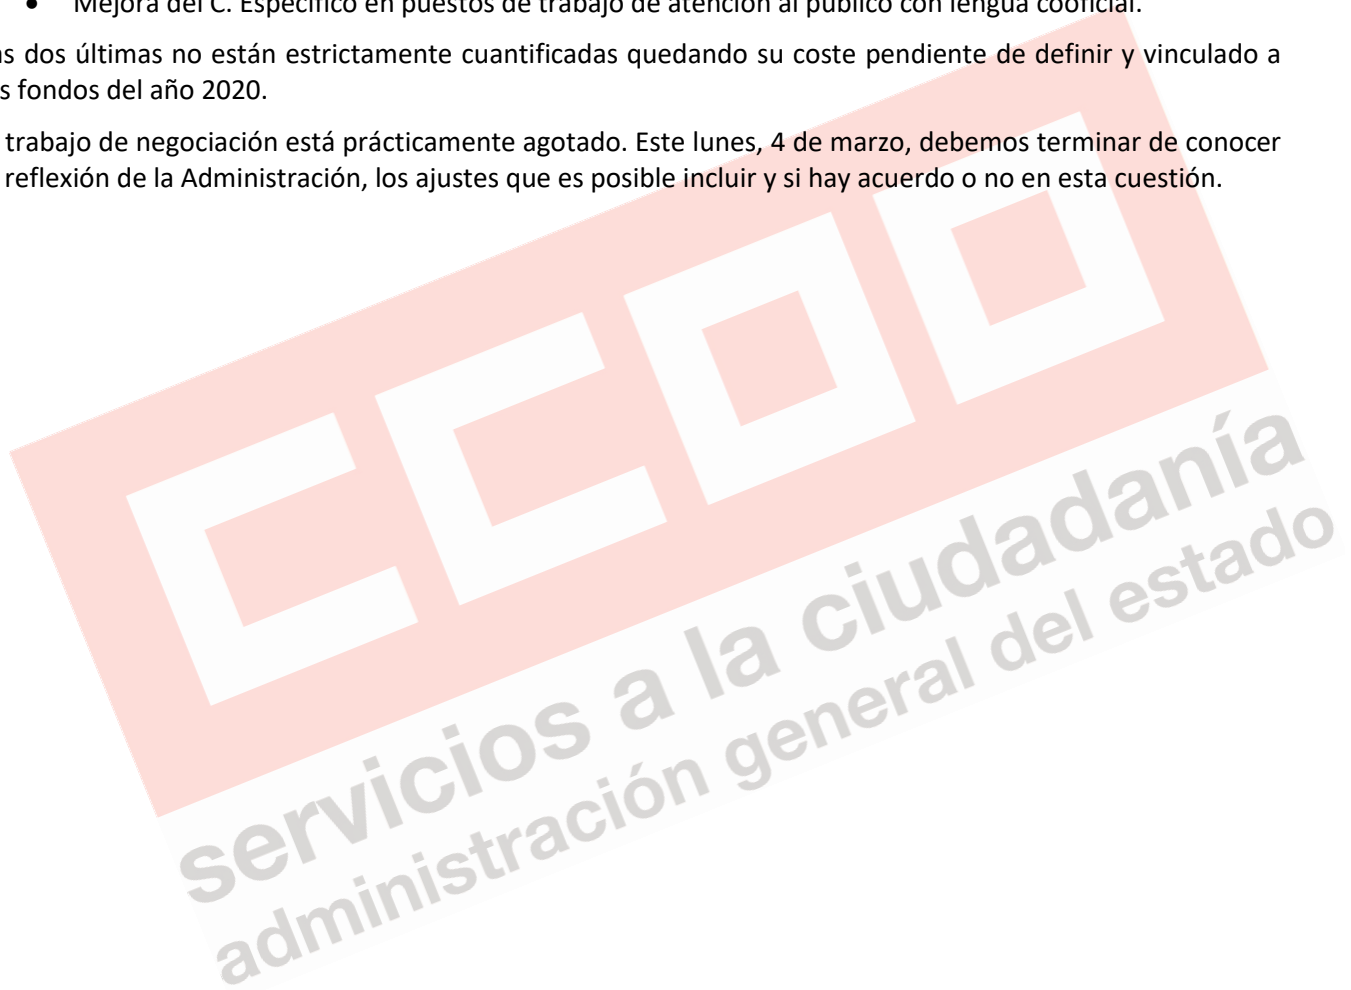 • Mejora del C. Específico en puestos de trabajo de atención al público con lengua cooficial.
as dos últimas no están estrictamente cuantificadas quedando su coste pendiente de definir y vinculado a
s fondos del año 2020.
trabajo de negociación está prácticamente agotado. Este lunes, 4 de marzo, debemos terminar de conocer
reflexión de la Administración, los ajustes que es posible incluir y si hay acuerdo o no en esta cuestión.
CCOO
servicios a la ciudadanía
administración general del estado